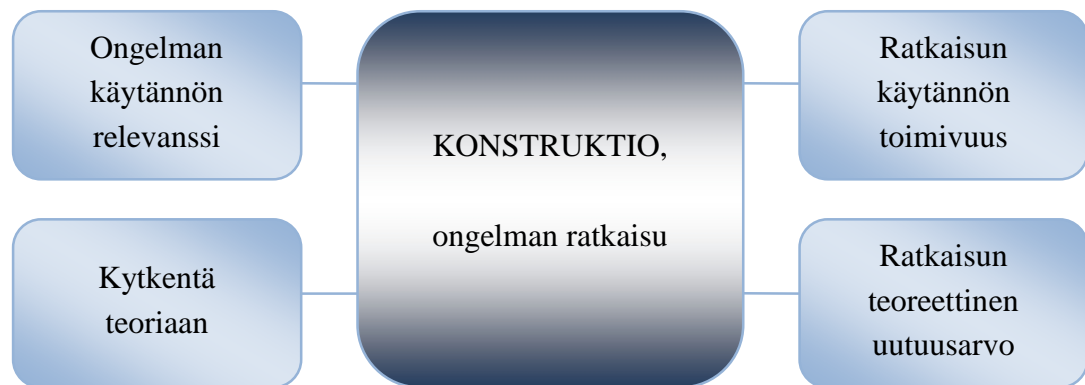 Ongelman
käytännön
relevanssi
Kytkentä
teoriaan
KONSTRUKTIO,
ongelman ratkaisu
Ratkaisun
käytännön
toimivuus
Ratkaisun
teoreettinen
uutuusarvo